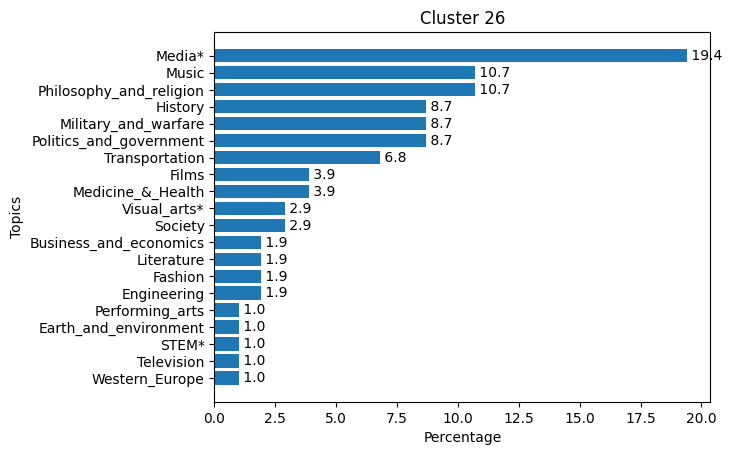 Cluster 26
Topics
Media* 19.4
Music 10.7
Philosophy_and_religion 10.7
History 8.7
Military_and_warfare 8.7
Politics_and_government 8.7
Transportation 6.8
Films 3.9
Medicine_&_Health 3.9
Visual_arts* 2.9
Society 2.9
Business_and_economics 1.9
Literature 1.9
Fashion 1.9
Engineering 1.9
Performing_arts 1.0
Earth_and_environment 1.0
STEM* 1.0
Television 1.0
Western_Europe 1.0
0.0 2.5 5.0 7.5 10.0 12.5 15.0 17.5 20.0
Percentage